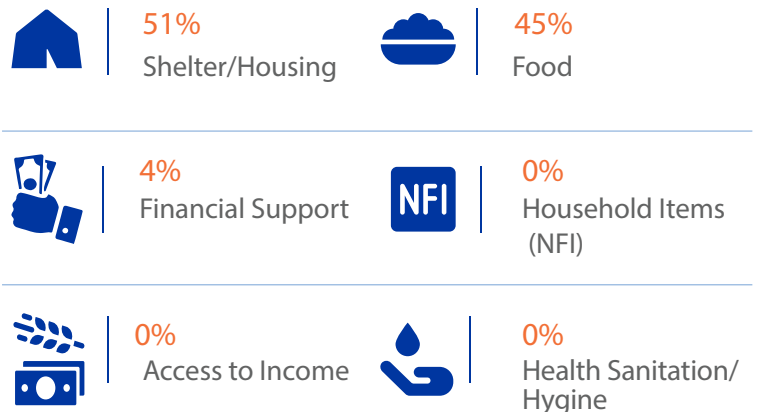 51%
Shelter/Housing
45%
Food
4%
Financial Support
NFI
0%
Household Items
(NFI)
0%
Access to Income
0%
Health Sanitation/
Hygine